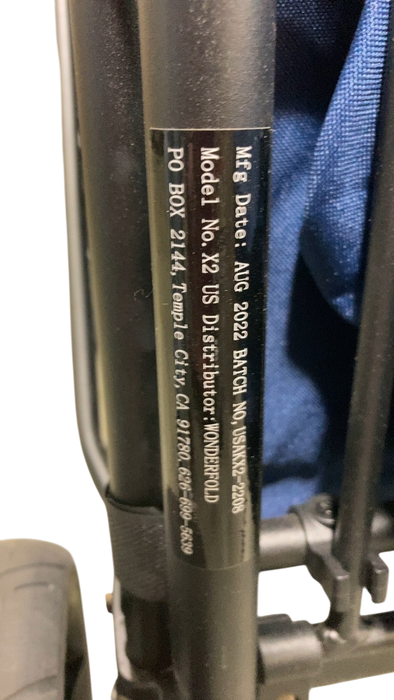 Mfg Date: AUG 2022 BATCH NO, USAKX2-2208
Model No. X2 US Distributor: WONDERFOLD
PO BOX 2144, Temple City, CA 91780, 626-699-5639